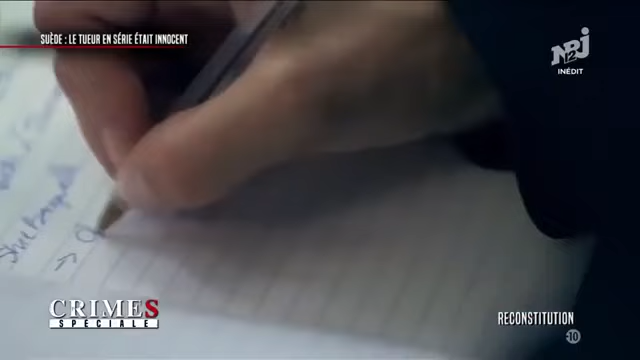 SUÈDE : LE TUEUR EN SÉRIE ÉTAIT INNOCENT
NRJ
12
INÉDIT
CRIMES
SPÉCIALE
RECONSTITUTION
-10